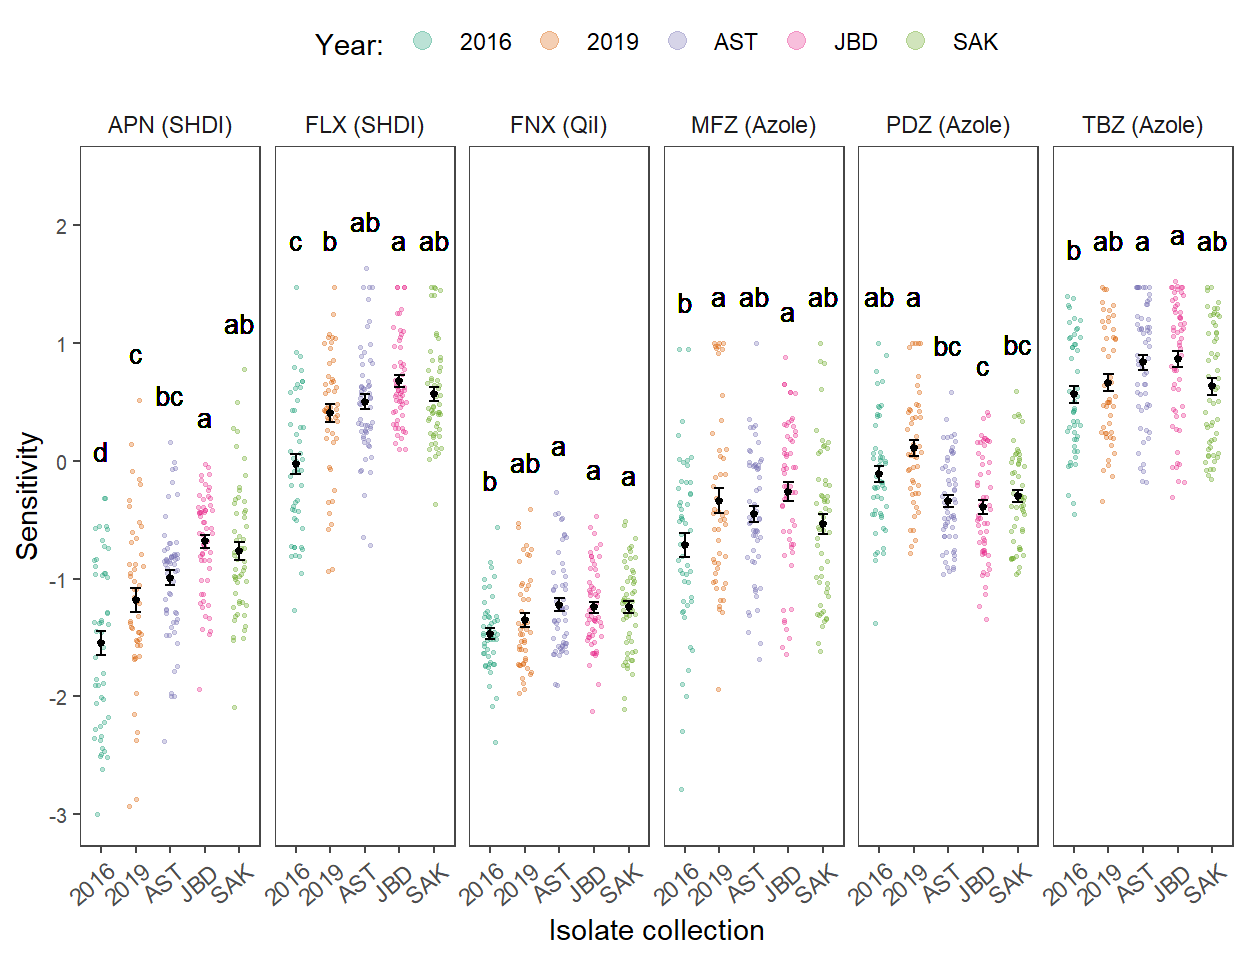 Year: 2016 2019 AST JBD SAK
APN (SHDI) FLX (SHDI) FNX (QiI) MFZ (Azole) PDZ (Azole) TBZ (Azole)
d c bc a ab
c b ab a ab
b ab a a a
b a ab a ab
ab a bc c bc
b ab a a ab
Sensitivity
2
1
0
-1
-2
-3
2016 2019 AST JBD SAK 2016 2019 AST JBD SAK 2016 2019 AST JBD SAK 2016 2019 AST JBD SAK 2016 2019 AST JBD SAK 2016 2019 AST JBD SAK
Isolate collection